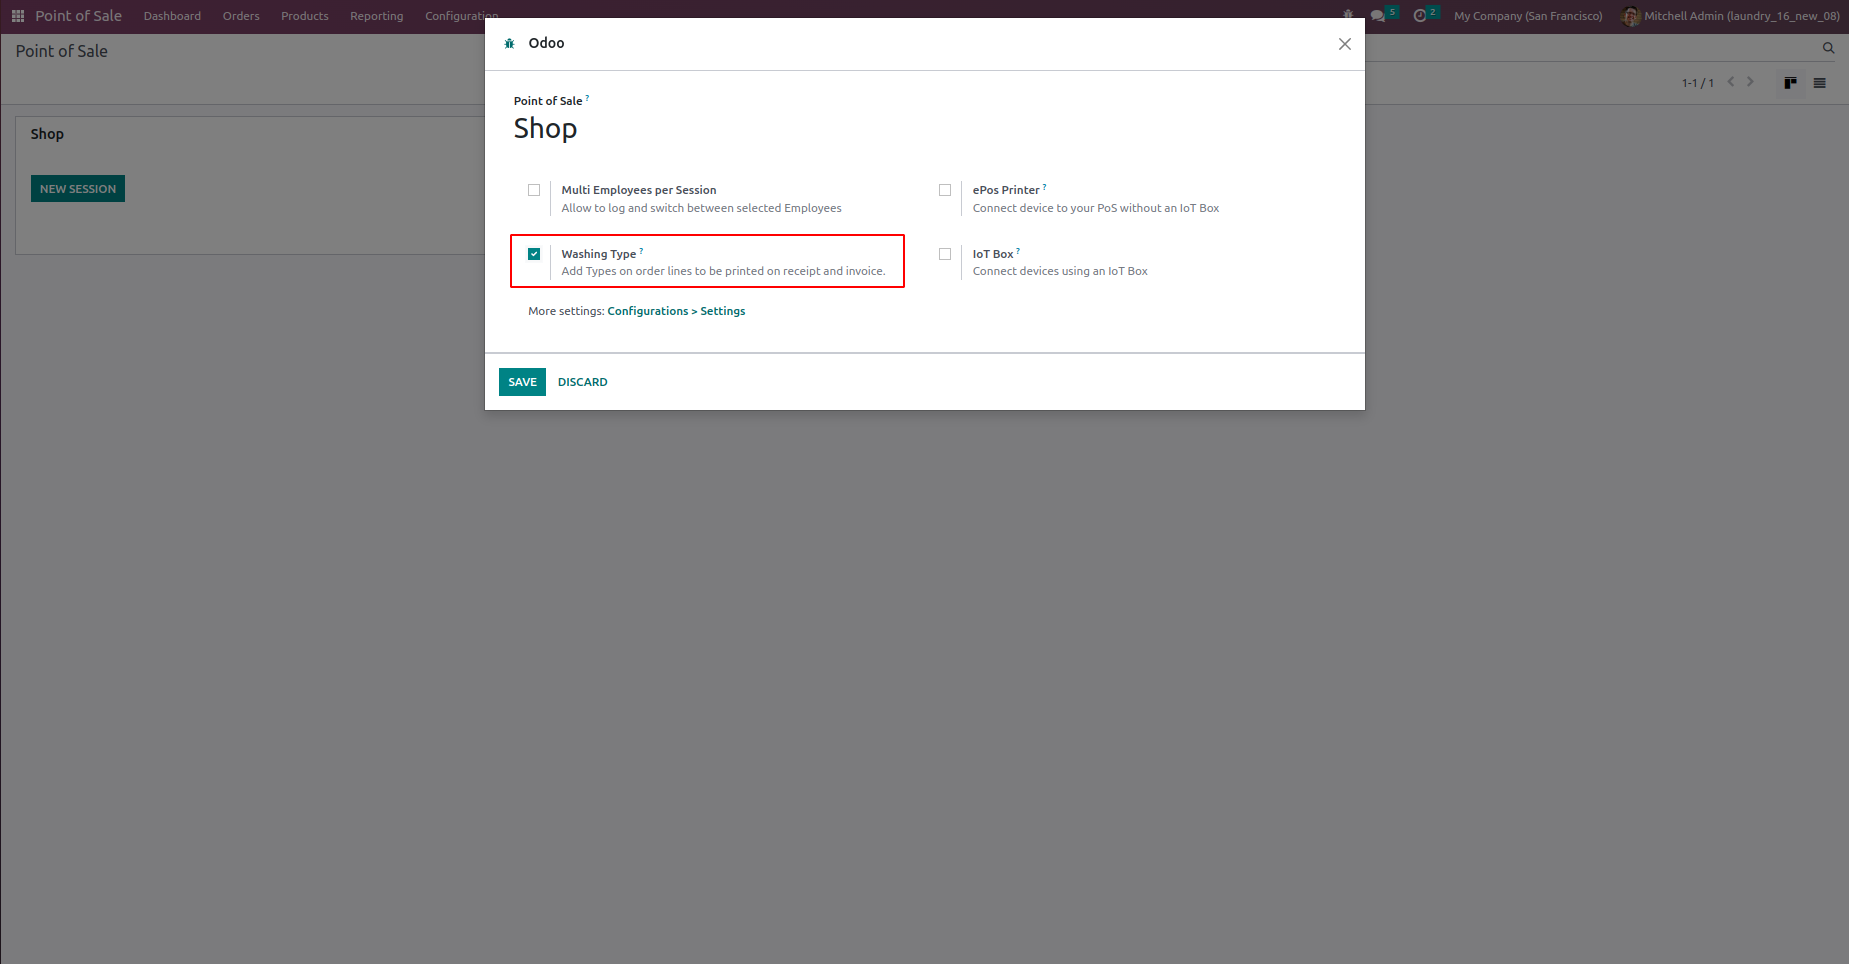 Point of Sale Dashboard Orders Products Reporting Configuration 5 2 My Company (San Francisco) Mitchell Admin (laundry_16_new_08)
Point of Sale
1-1 / 1
Shop
NEW SESSION
Odoo
Point of Sale ?
Shop
Multi Employees per Session
Allow to log and switch between selected Employees
ePos Printer ?
Connect device to your PoS without an IoT Box
Washing Type ?
Add Types on order lines to be printed on receipt and invoice.
IoT Box ?
Connect devices using an IoT Box
More settings: Configurations > Settings
SAVE DISCARD